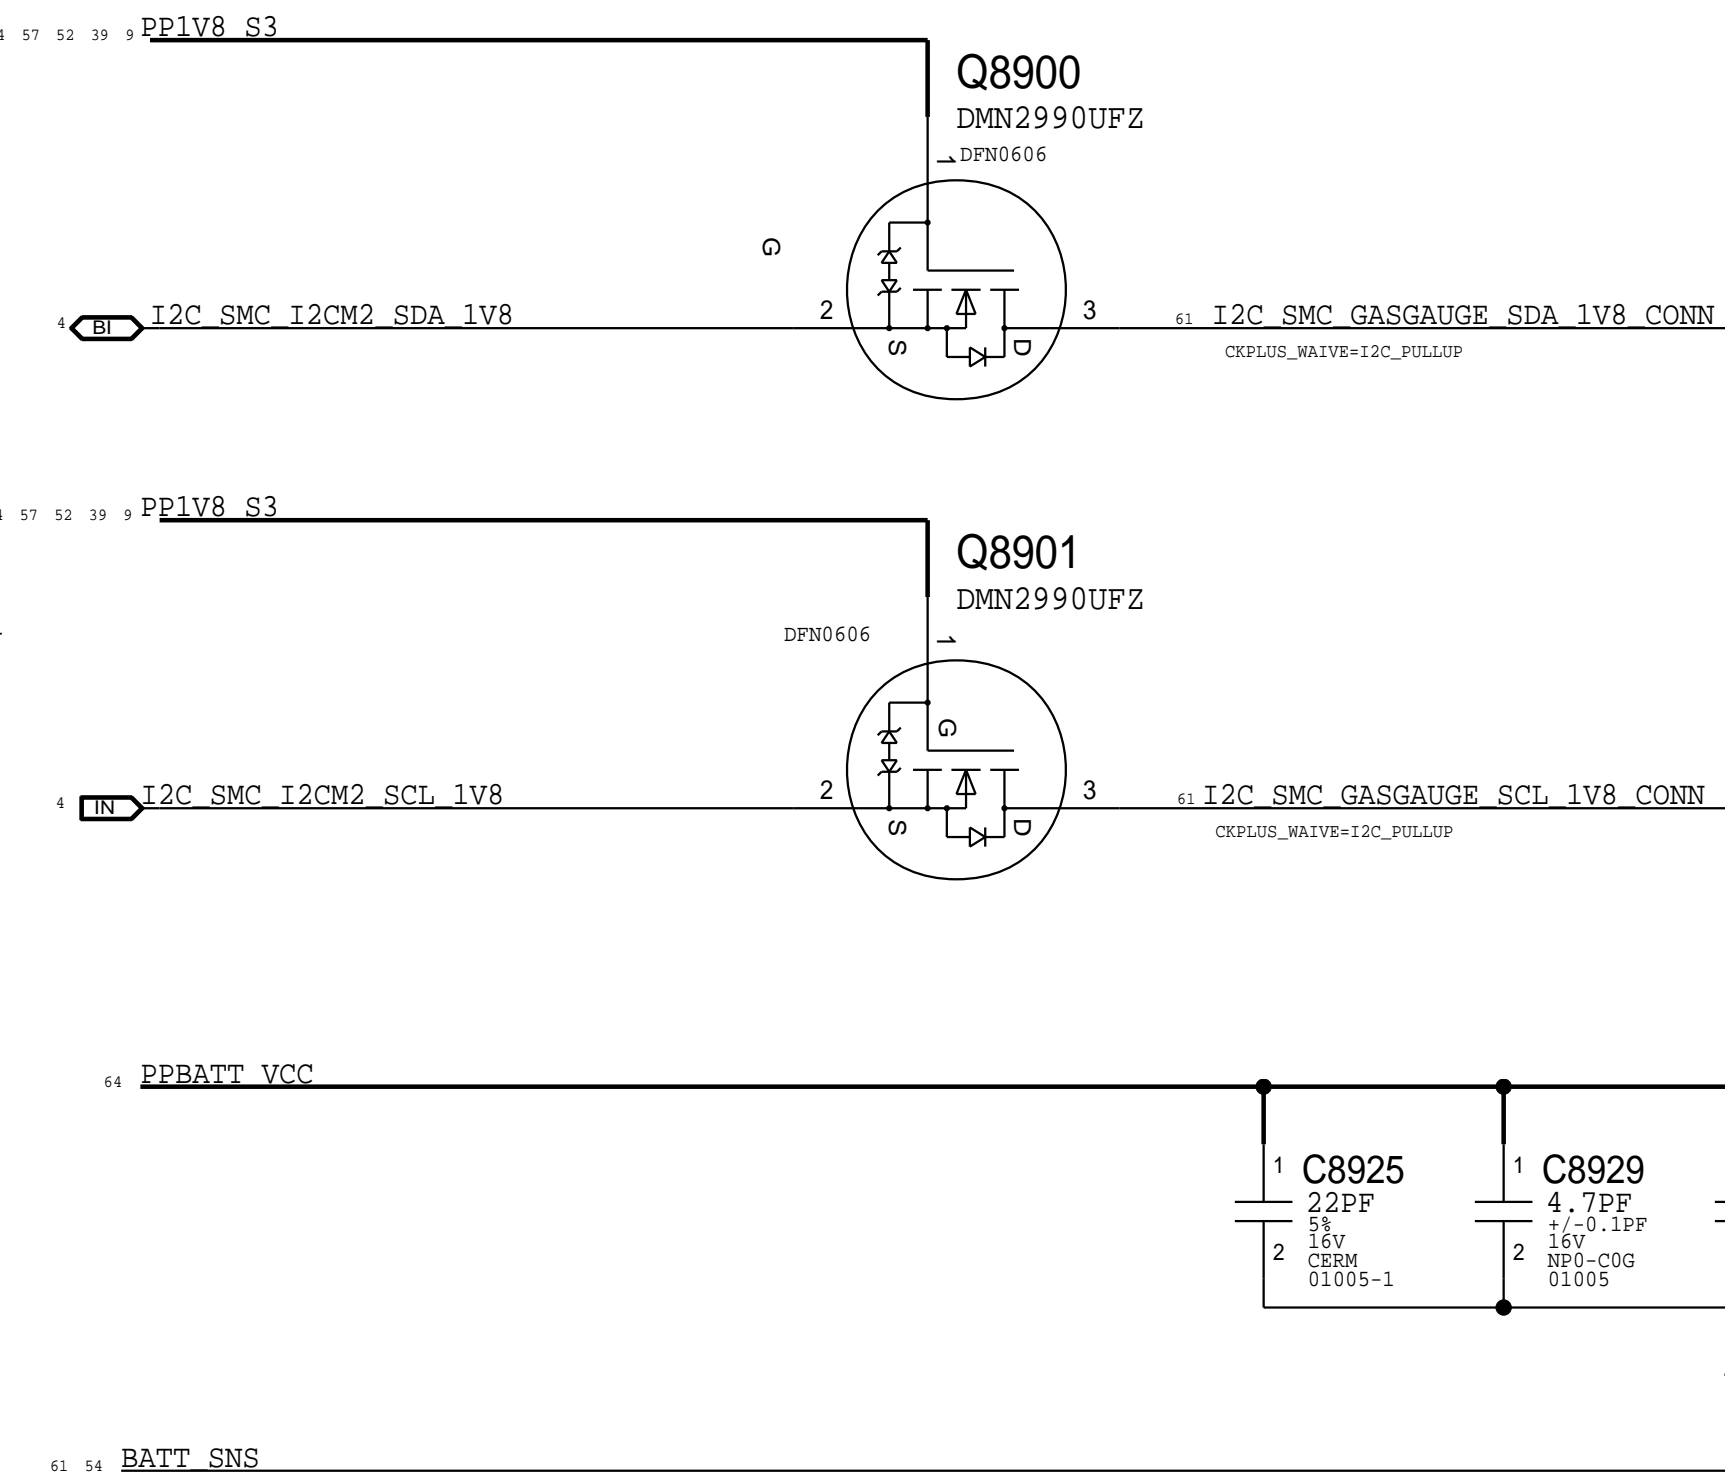 4 57 52 39 9 PP1V8_S3
Q8900
DMN2990UFZ
1 DFN0606
G
4 BI I2C_SMC_I2CM2_SDA_1V8 2 3 61 I2C_SMC_GASGAUGE_SDA_1V8_CONN
S D
CKPLUS_WAIVE=I2C_PULLUP
57 52 39 9 PP1V8_S3
Q8901
DMN2990UFZ
DFN0606 1
G
4 IN I2C_SMC_I2CM2_SCL_1V8 2 3 61 I2C_SMC_GASGAUGE_SCL_1V8_CONN
S D
CKPLUS_WAIVE=I2C_PULLUP
64 PPBATT_VCC
1 C8925
22PF
5%
16V
2 CERM
01005-1
1 C8929
4.7PF
+/-0.1PF
16V
2 NP0-C0G
01005
61 54 BATT_SNS